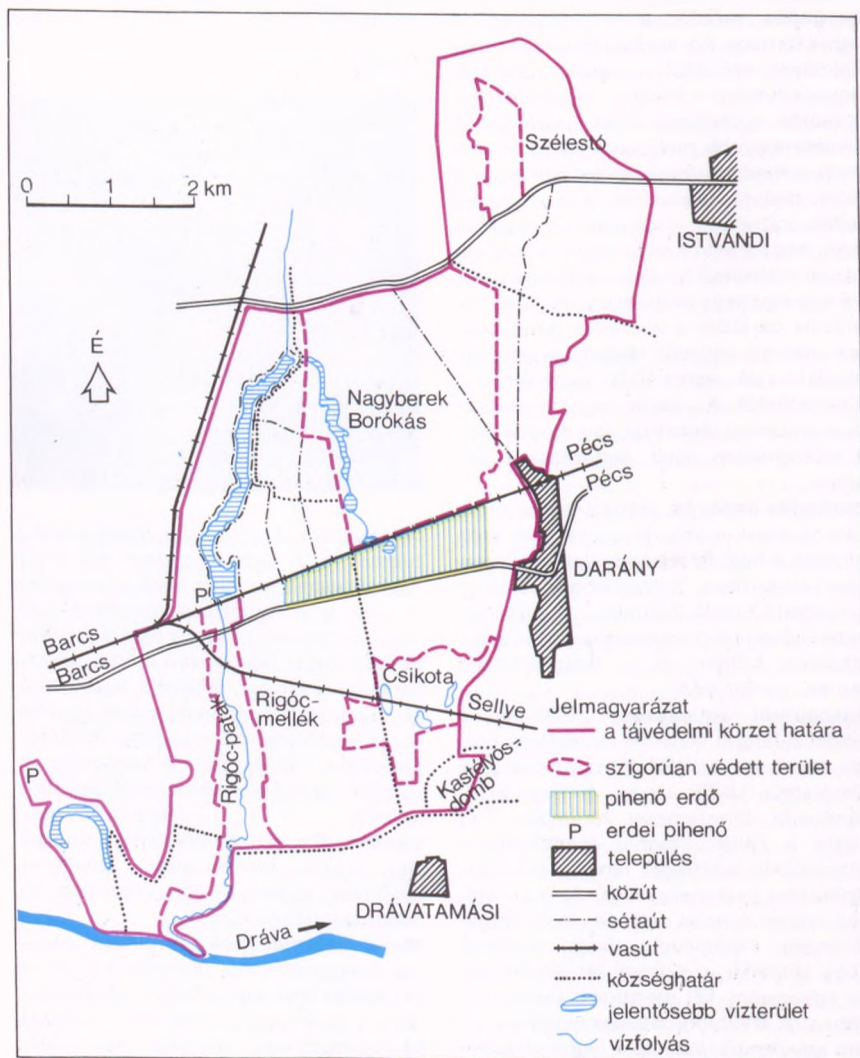 Szélestó
0 1 2 km
ISTVÁNDI
É
Nagyberek
Borókás
Pécs
Pécs
DARÁNY
P
Barcs
Barcs
Csikota
Rigóc-
mellék
Sellye
Rigóc-patak
Kastélyos-
domb
P
DRÁVATAMÁSI
Dráva
Jelmagyarázat
a tájvédelmi körzet határa
szigorúan védett terület
pihenő erdő
P erdei pihenő
település
közút
sétaút
vasút
községhatár
jelentősebb vízterület
vízfolyás